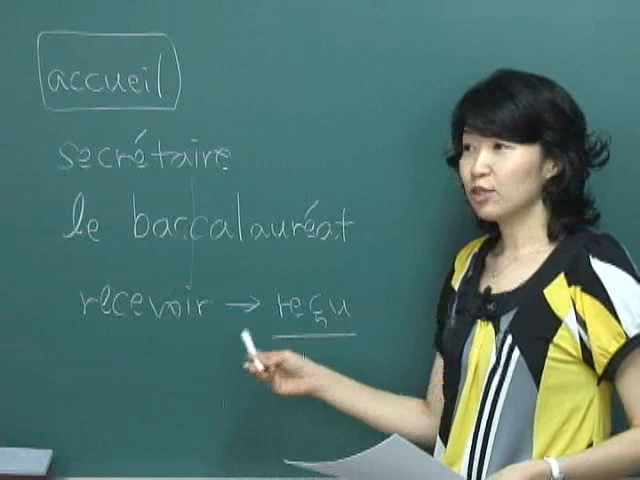 accueil
secrétaire
le baccalauréat
recevoir → reçu